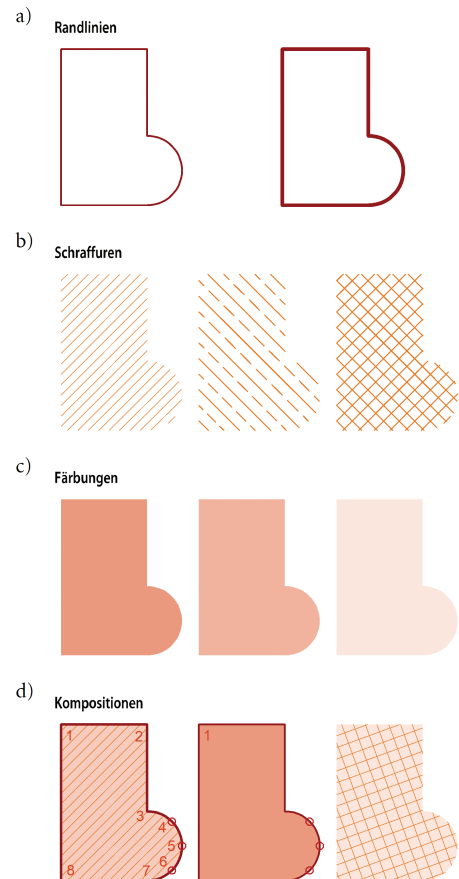 a)
Randlinien
b)
Schraffuren
c)
Färbungen
d)
Kompositionen
1 2 1
3
4
5
6
8 7